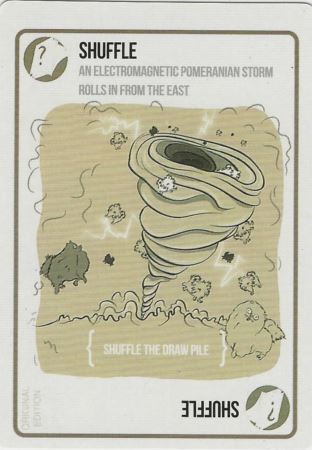 ?
SHUFFLE
AN ELECTROMAGNETIC POMERANIAN STORM
ROLLS IN FROM THE EAST
SHUFFLE THE DRAW PILE
ORIGINAL
EDITION
SHUFFLE
?